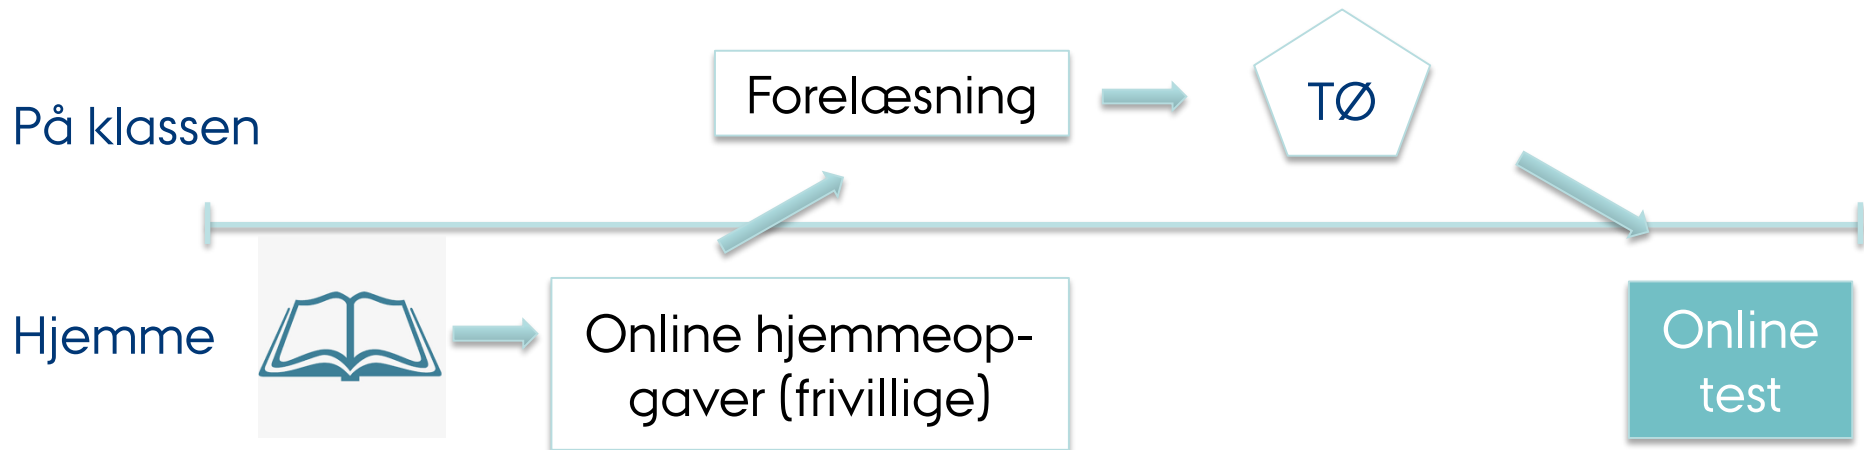 Forelæsning
TØ
På klassen
Hjemme
Online hjemmeop-
gaver (frivillige)
Online
test